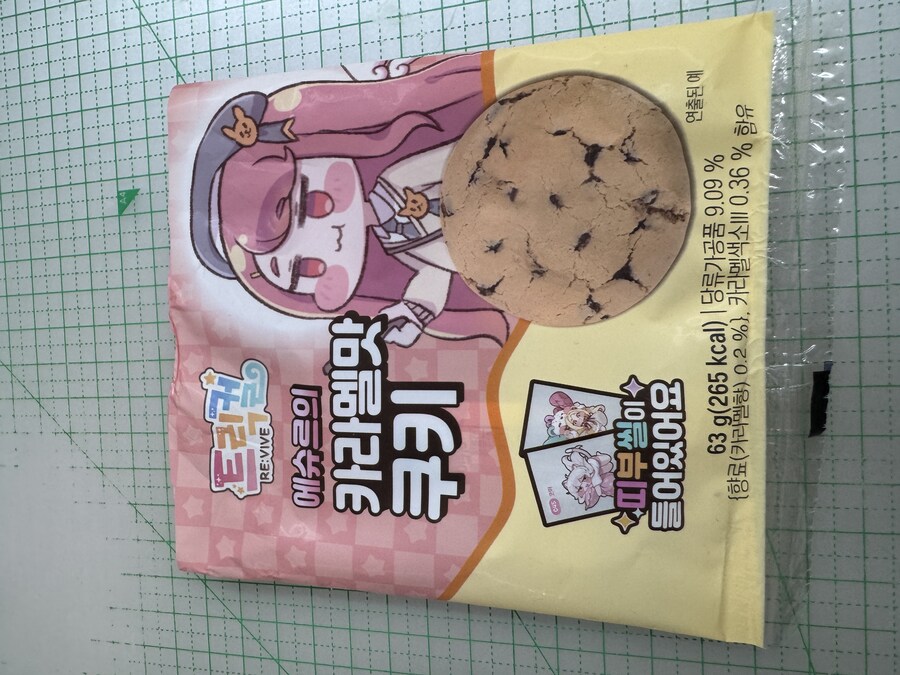 트릭컬
RE:VIVE
에슈르의
카라멜맛
쿠키
피부씰이
들어있어요
연출된 예
63 g(265 kcal) | 당류가공품 9.09 %
{향료(카라멜향) 0.2 %}, 카라멜색소III 0.36 % 함유
A4